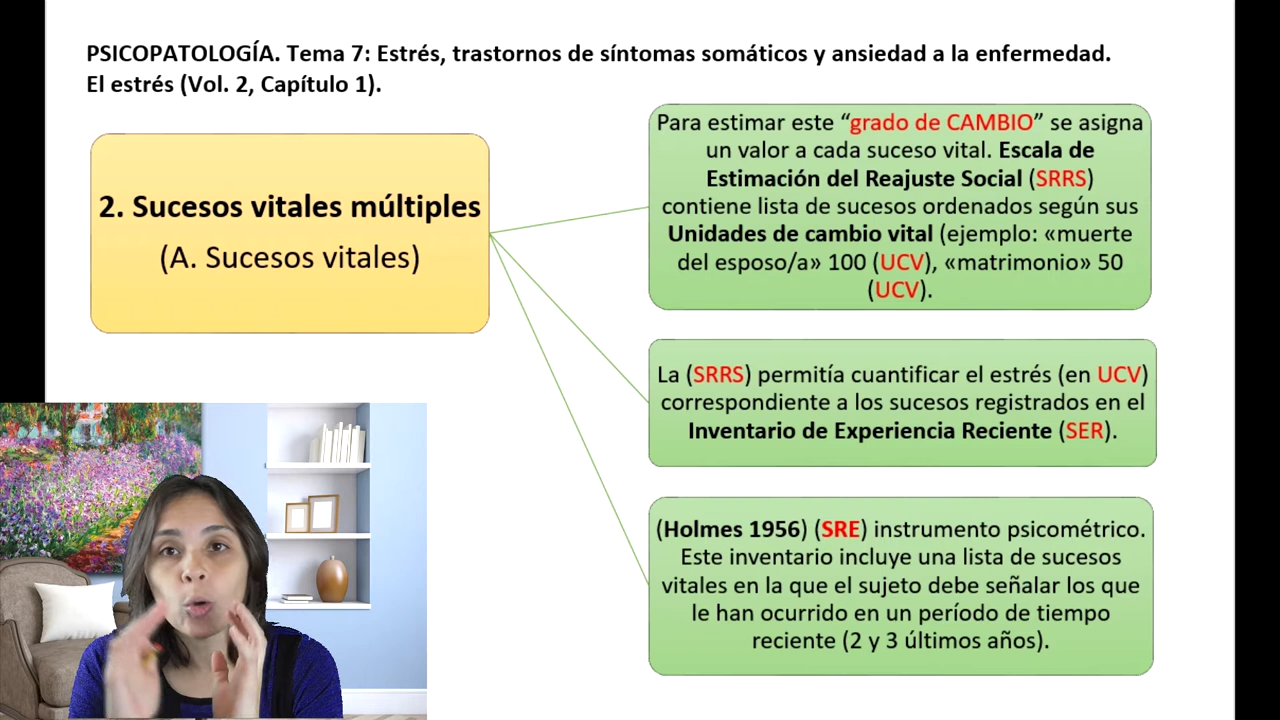 PSICOPATOLOGÍA. Tema 7: Estrés, trastornos de síntomas somáticos y ansiedad a la enfermedad.
El estrés (Vol. 2, Capítulo 1).
2. Sucesos vitales múltiples
(A. Sucesos vitales)
Para estimar este “grado de CAMBIO” se asigna
un valor a cada suceso vital. Escala de
Estimación del Reajuste Social (SRRS)
contiene lista de sucesos ordenados según sus
Unidades de cambio vital (ejemplo: «muerte
del esposo/a» 100 (UCV), «matrimonio» 50
(UCV).
La (SRRS) permitía cuantificar el estrés (en UCV)
correspondiente a los sucesos registrados en el
Inventario de Experiencia Reciente (SER).
(Holmes 1956) (SRE) instrumento psicométrico.
Este inventario incluye una lista de sucesos
vitales en la que el sujeto debe señalar los que
le han ocurrido en un período de tiempo
reciente (2 y 3 últimos años).